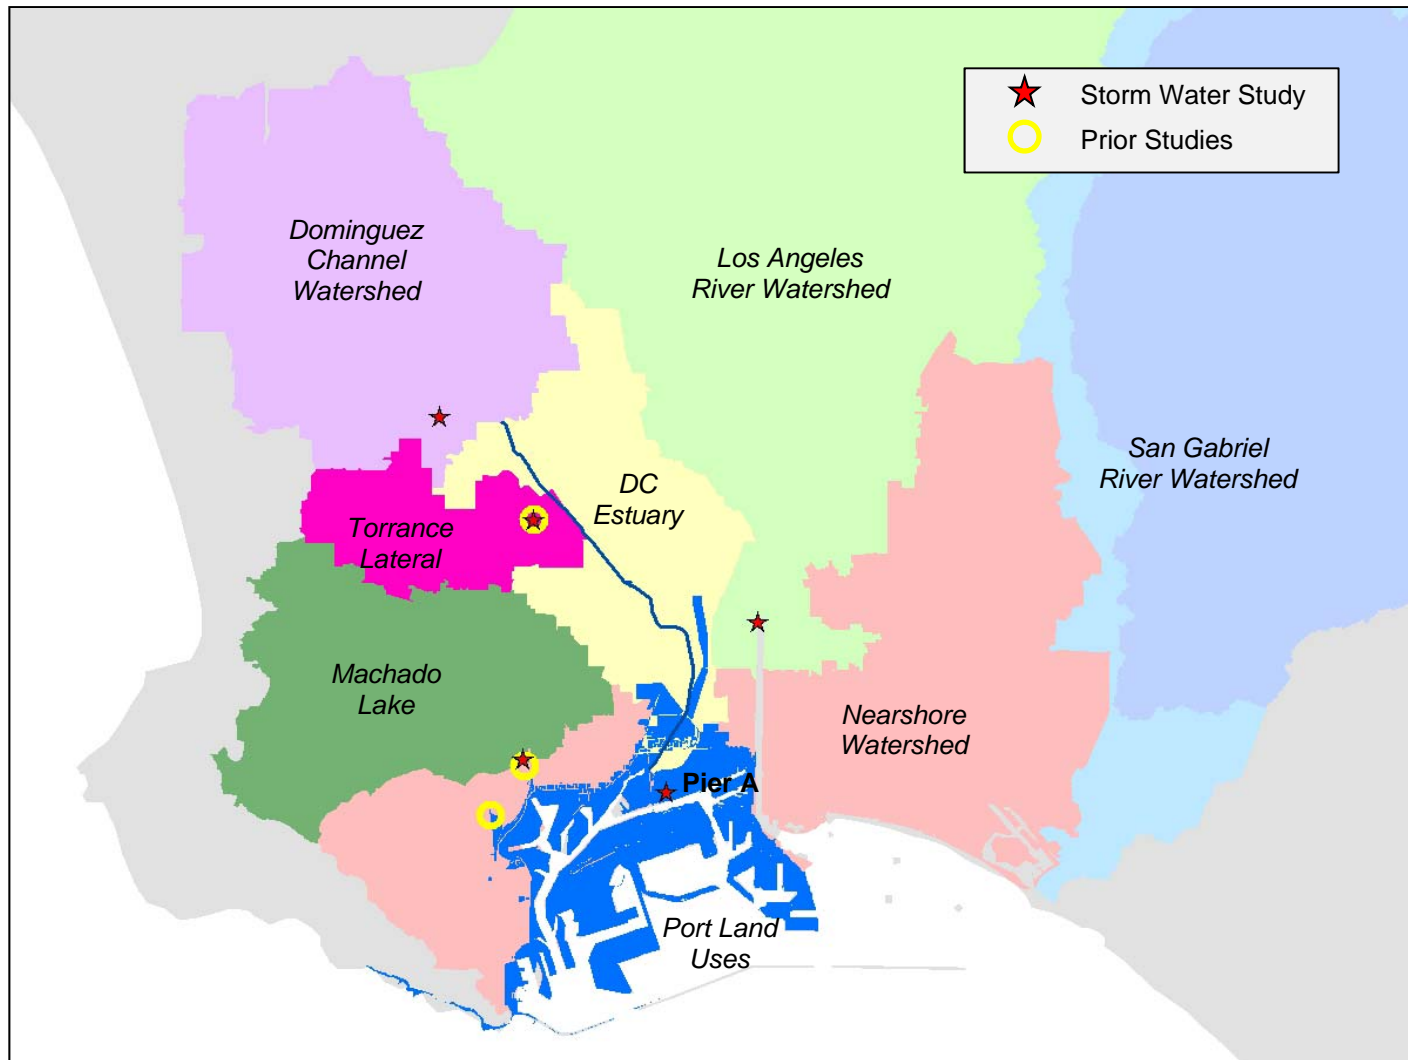 Storm Water Study
Prior Studies
Dominguez
Channel
Watershed
Los Angeles
River Watershed
San Gabriel
River Watershed
DC
Estuary
Torrance
Lateral
Machado
Lake
Nearshore
Watershed
Pier A
Port Land
Uses